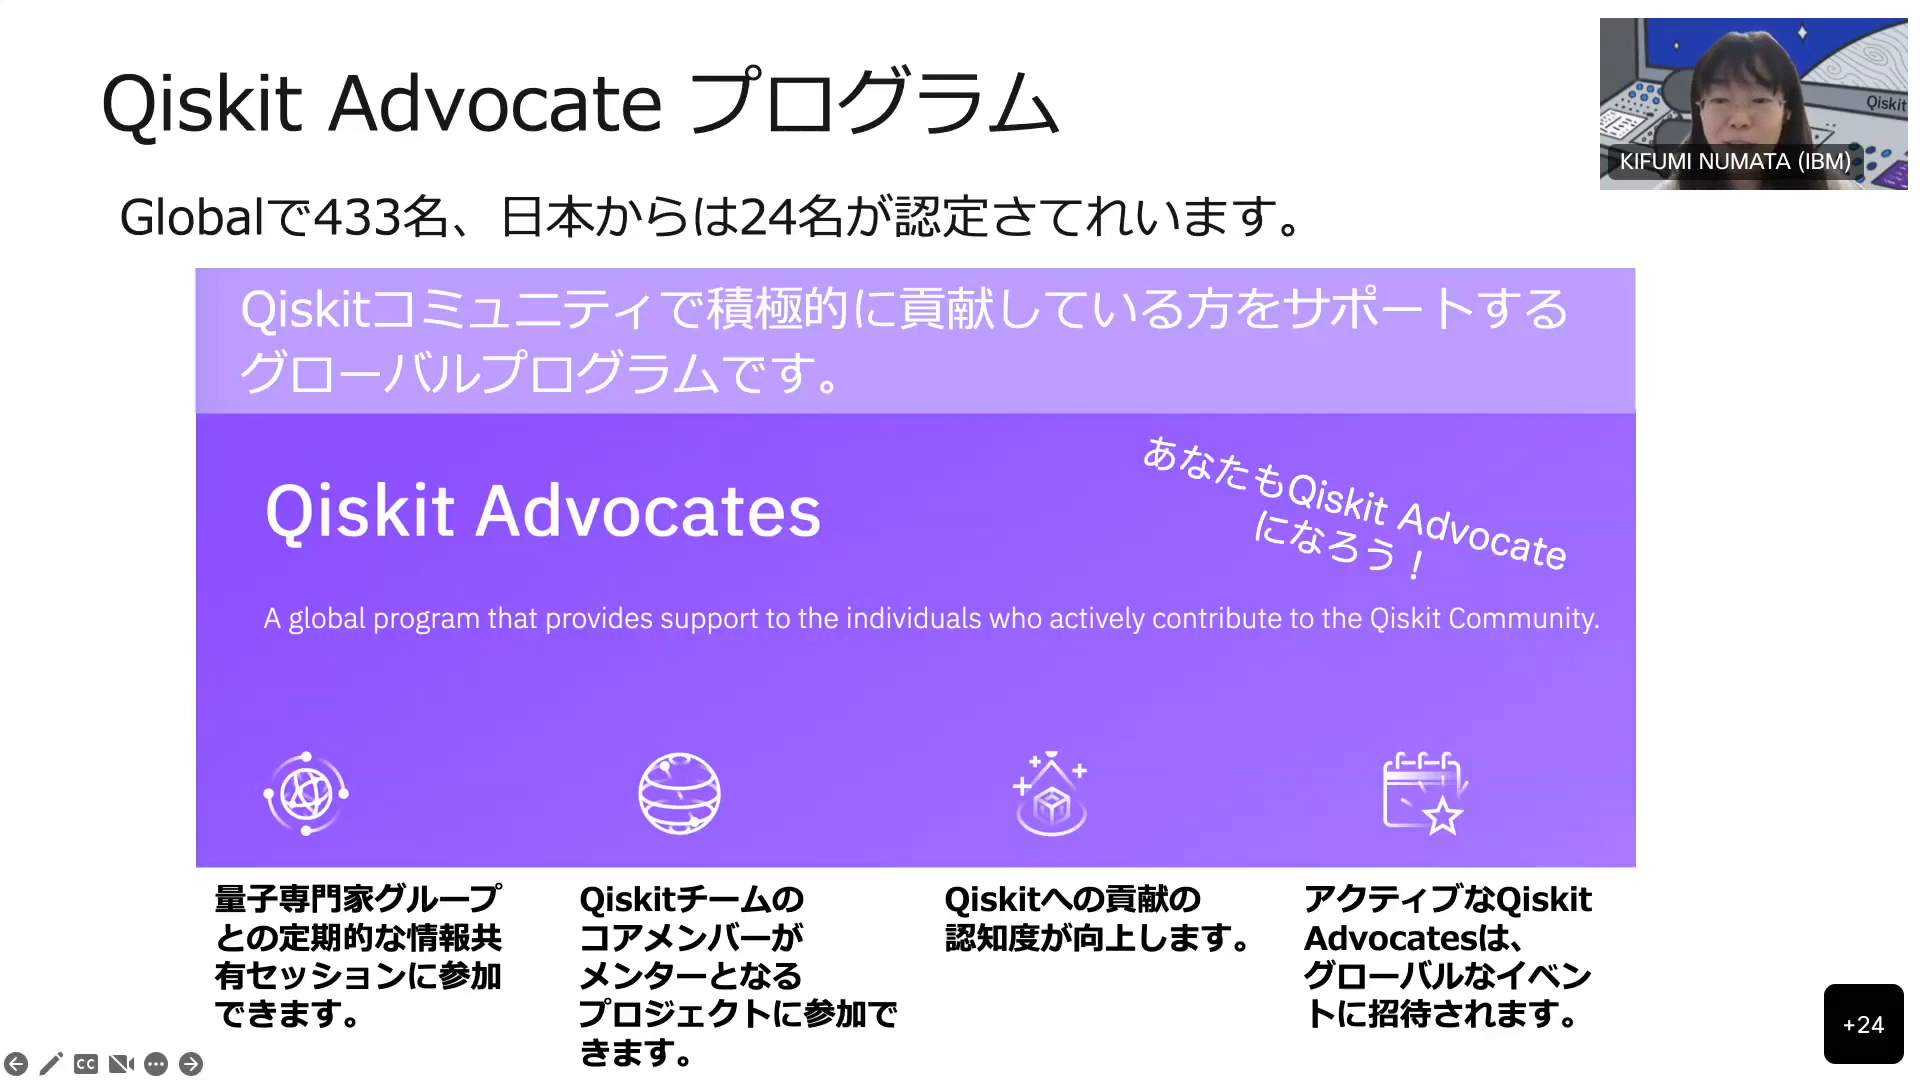 Qiskit Advocate プログラム
Qiskit
KIFUMI NUMATA (IBM)
Globalで433名、日本からは24名が認定さてれいます。
Qiskitコミュニティで積極的に貢献している方をサポートする
グローバルプログラムです。
あなたもQiskit Advocate
になろう！
Qiskit Advocates
A global program that provides support to the individuals who actively contribute to the Qiskit Community.
量子専門家グループ
との定期的な情報共
有セッションに参加
できます。
Qiskitチームの
コアメンバーが
メンターとなる
プロジェクトに参加で
きます。
Qiskitへの貢献の
認知度が向上します。
アクティブなQiskit
Advocatesは、
グローバルなイベン
トに招待されます。
+24
CC